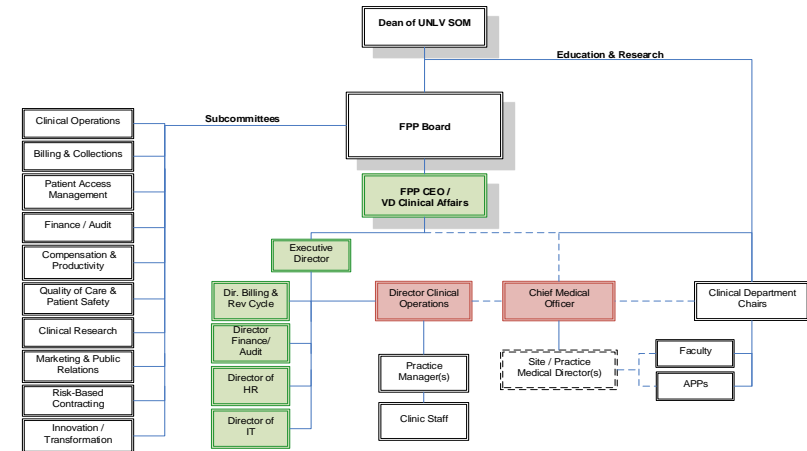 Dean of UNLV SOM
Education & Research
Subcommittees
FPP Board
Clinical Operations
Billing & Collections
Patient Access
Management
Finance / Audit
Compensation &
Productivity
Quality of Care &
Patient Safety
Clinical Research
Marketing & Public
Relations
Risk-Based
Contracting
Innovation /
Transformation
FPP CEO /
VD Clinical Affairs
Executive
Director
Dir. Billing &
Rev Cycle
Director
Finance/
Audit
Director of
HR
Director of
IT
Director Clinical
Operations
Practice
Manager(s)
Clinic Staff
Chief Medical
Officer
Site / Practice
Medical Director(s)
Clinical Department
Chairs
Faculty
APPs